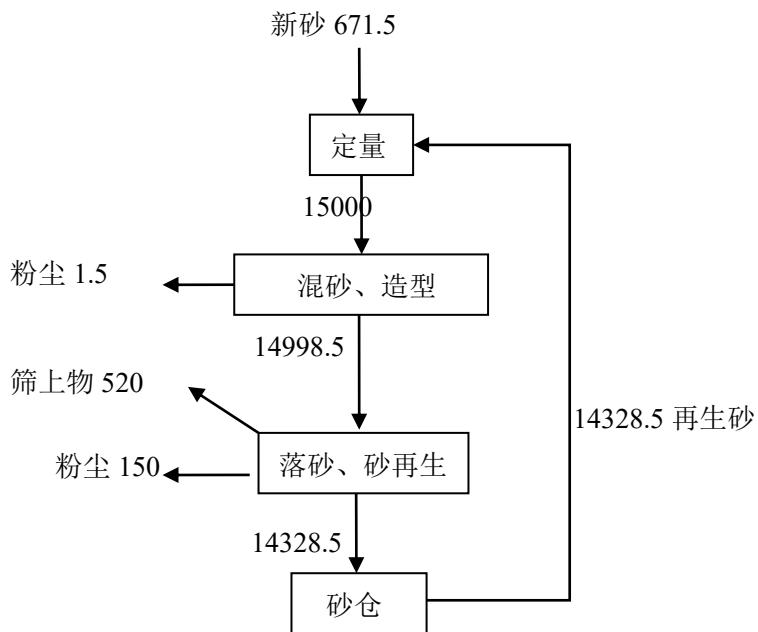 新砂 671.5
定量
15000
粉尘 1.5
混砂、造型
14998.5
筛上物 520
14328.5 再生砂
粉尘 150
落砂、砂再生
14328.5
砂仓